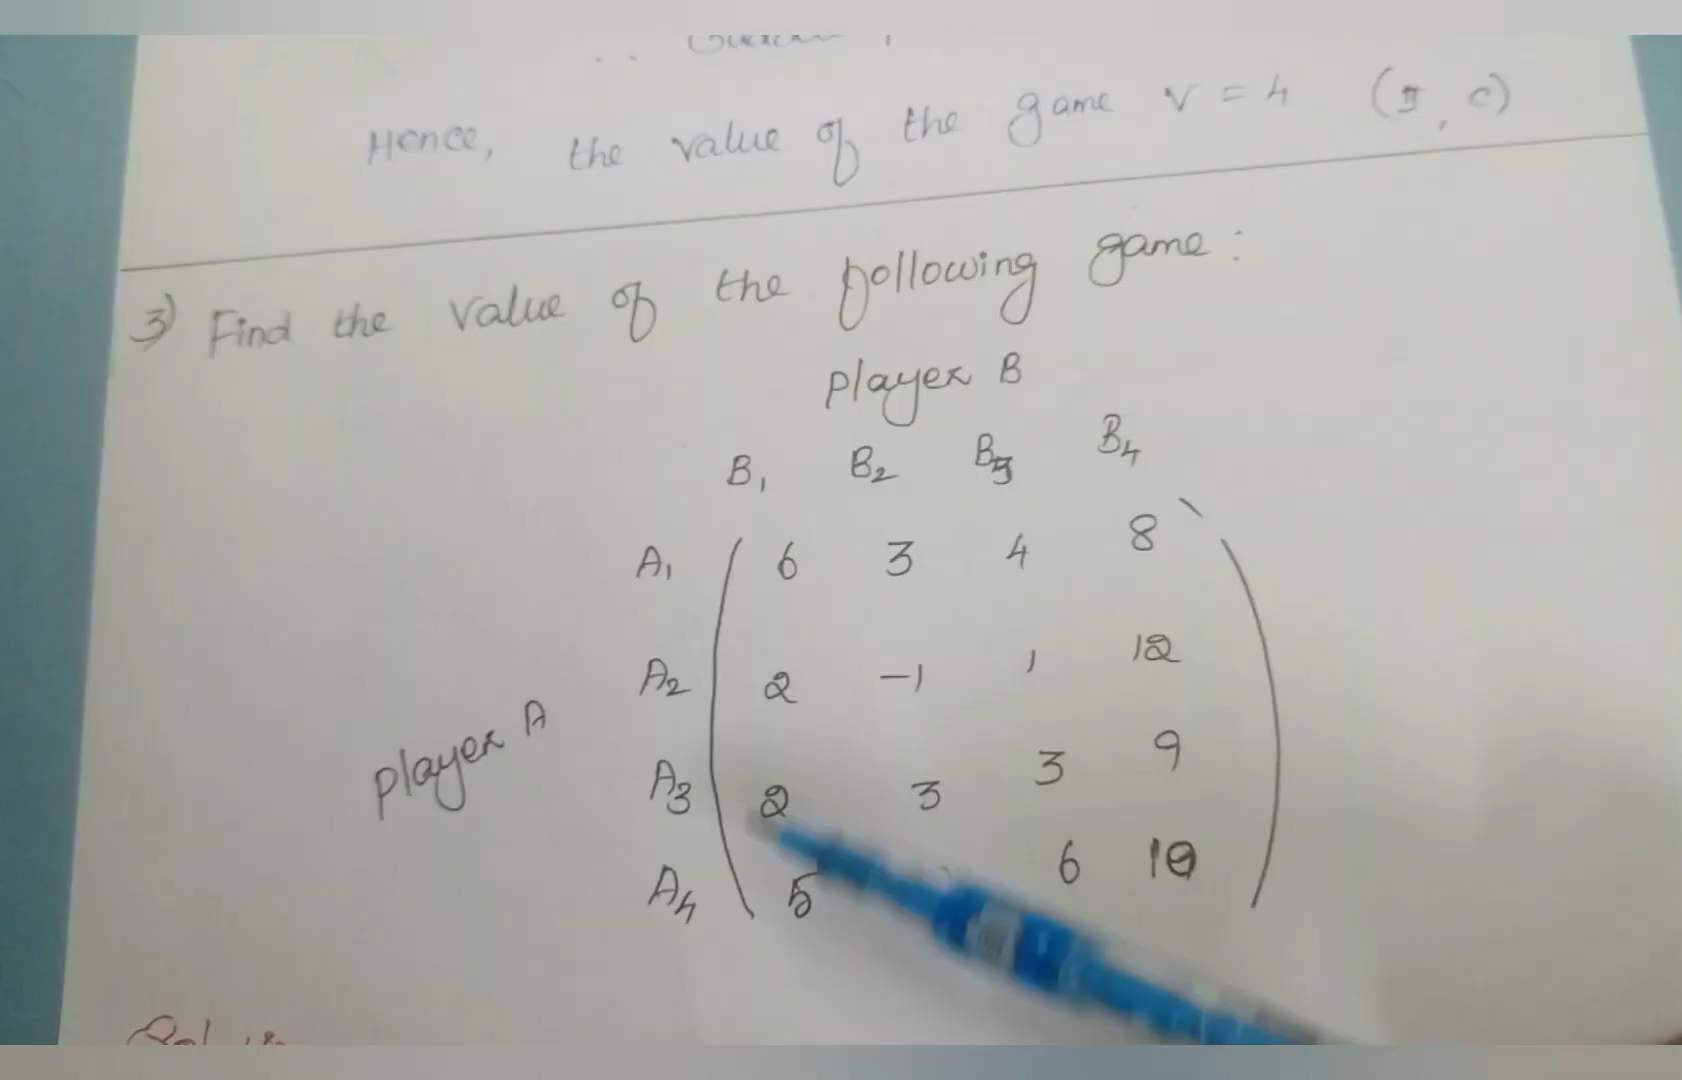 Hence, the value of the game v = 4 (I, C)
3) Find the value of the following game:
Player B
B1 B2 B3 B4
A1 6 3 4 8
A2 2 -1 1 12
Player A
A3 2 3 3 9
A4 5 6 10